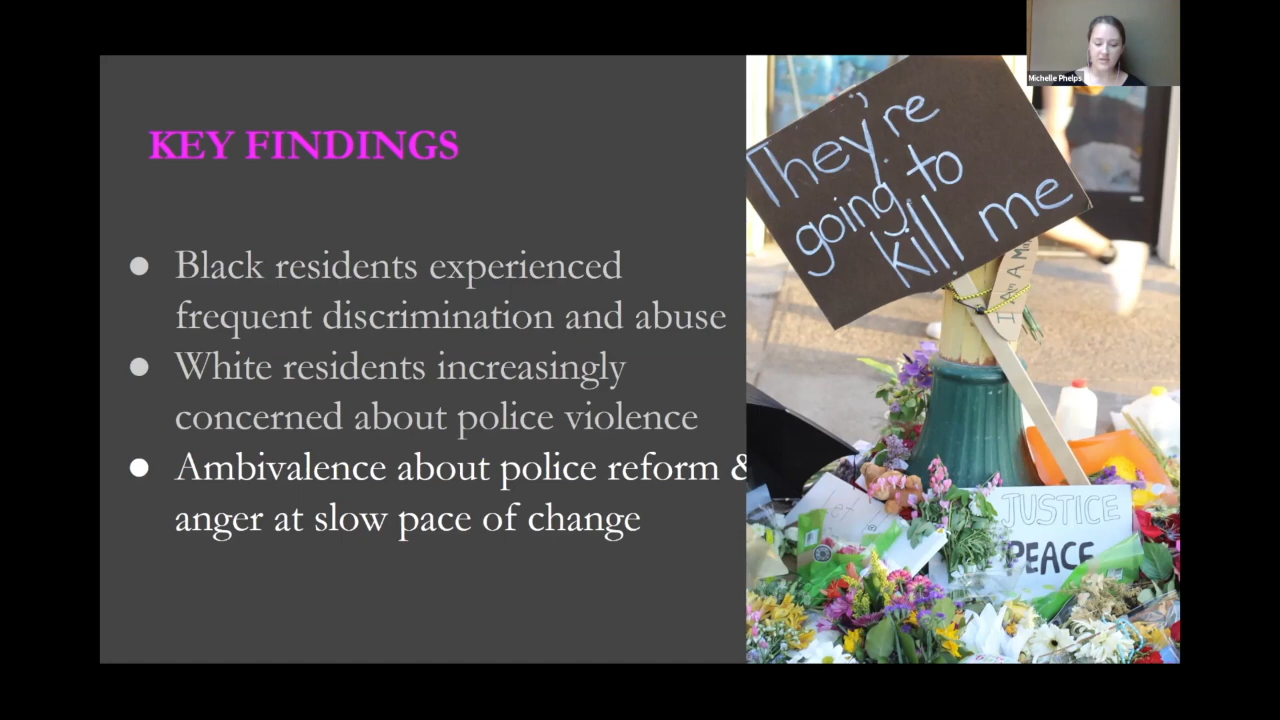 Michelle Phelps
KEY FINDINGS
● Black residents experienced
frequent discrimination and abuse
● White residents increasingly
concerned about police violence
● Ambivalence about police reform &
anger at slow pace of change
They're
going to
kill me
I AM A
JUSTICE
PEACE